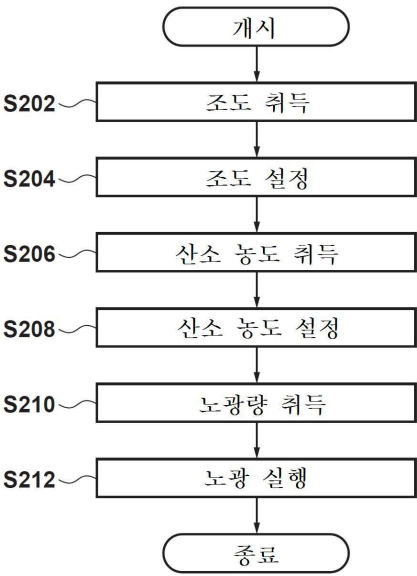 개시
S202 조도 취득
S204 조도 설정
S206 산소 농도 취득
S208 산소 농도 설정
S210 노광량 취득
S212 노광 실행
종료